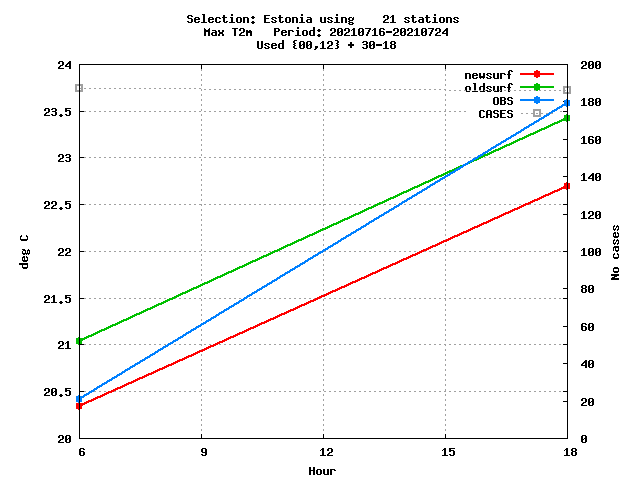 Selection: Estonia using    21 stations
Max T2m   Period: 20210716-20210724
Used {00,12} + 30-18
24
23.5
23
22.5
22
21.5
21
20.5
20
deg C
200
180
160
140
120
100
80
60
40
20
0
No cases
newsurf
oldsurf
OBS
CASES
6 9 12 15 18
Hour